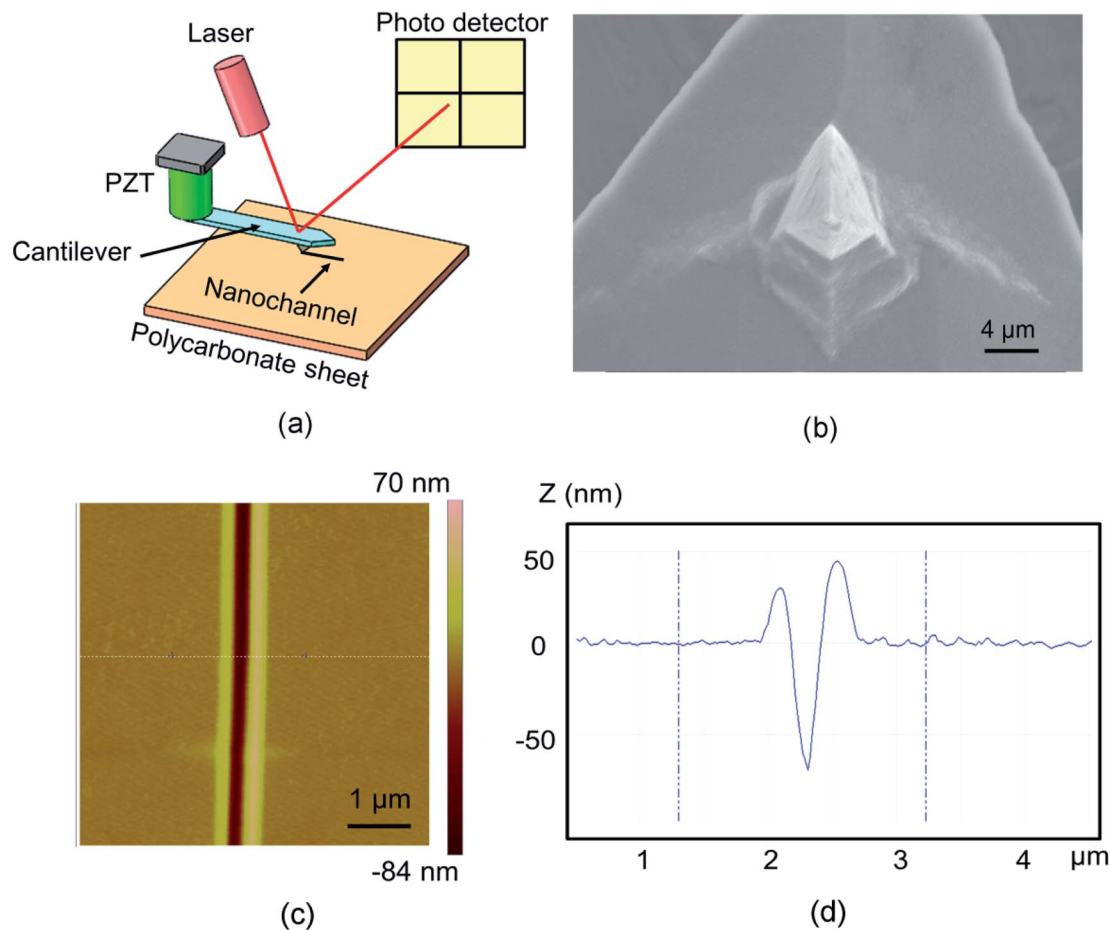 Laser
Photo detector
PZT
Cantilever
Nanochannel
Polycarbonate sheet
(a)
4 μm
(b)
70 nm
1 μm
-84 nm
(c)
Z (nm)
50
0
-50
1 2 3 4 μm
(d)